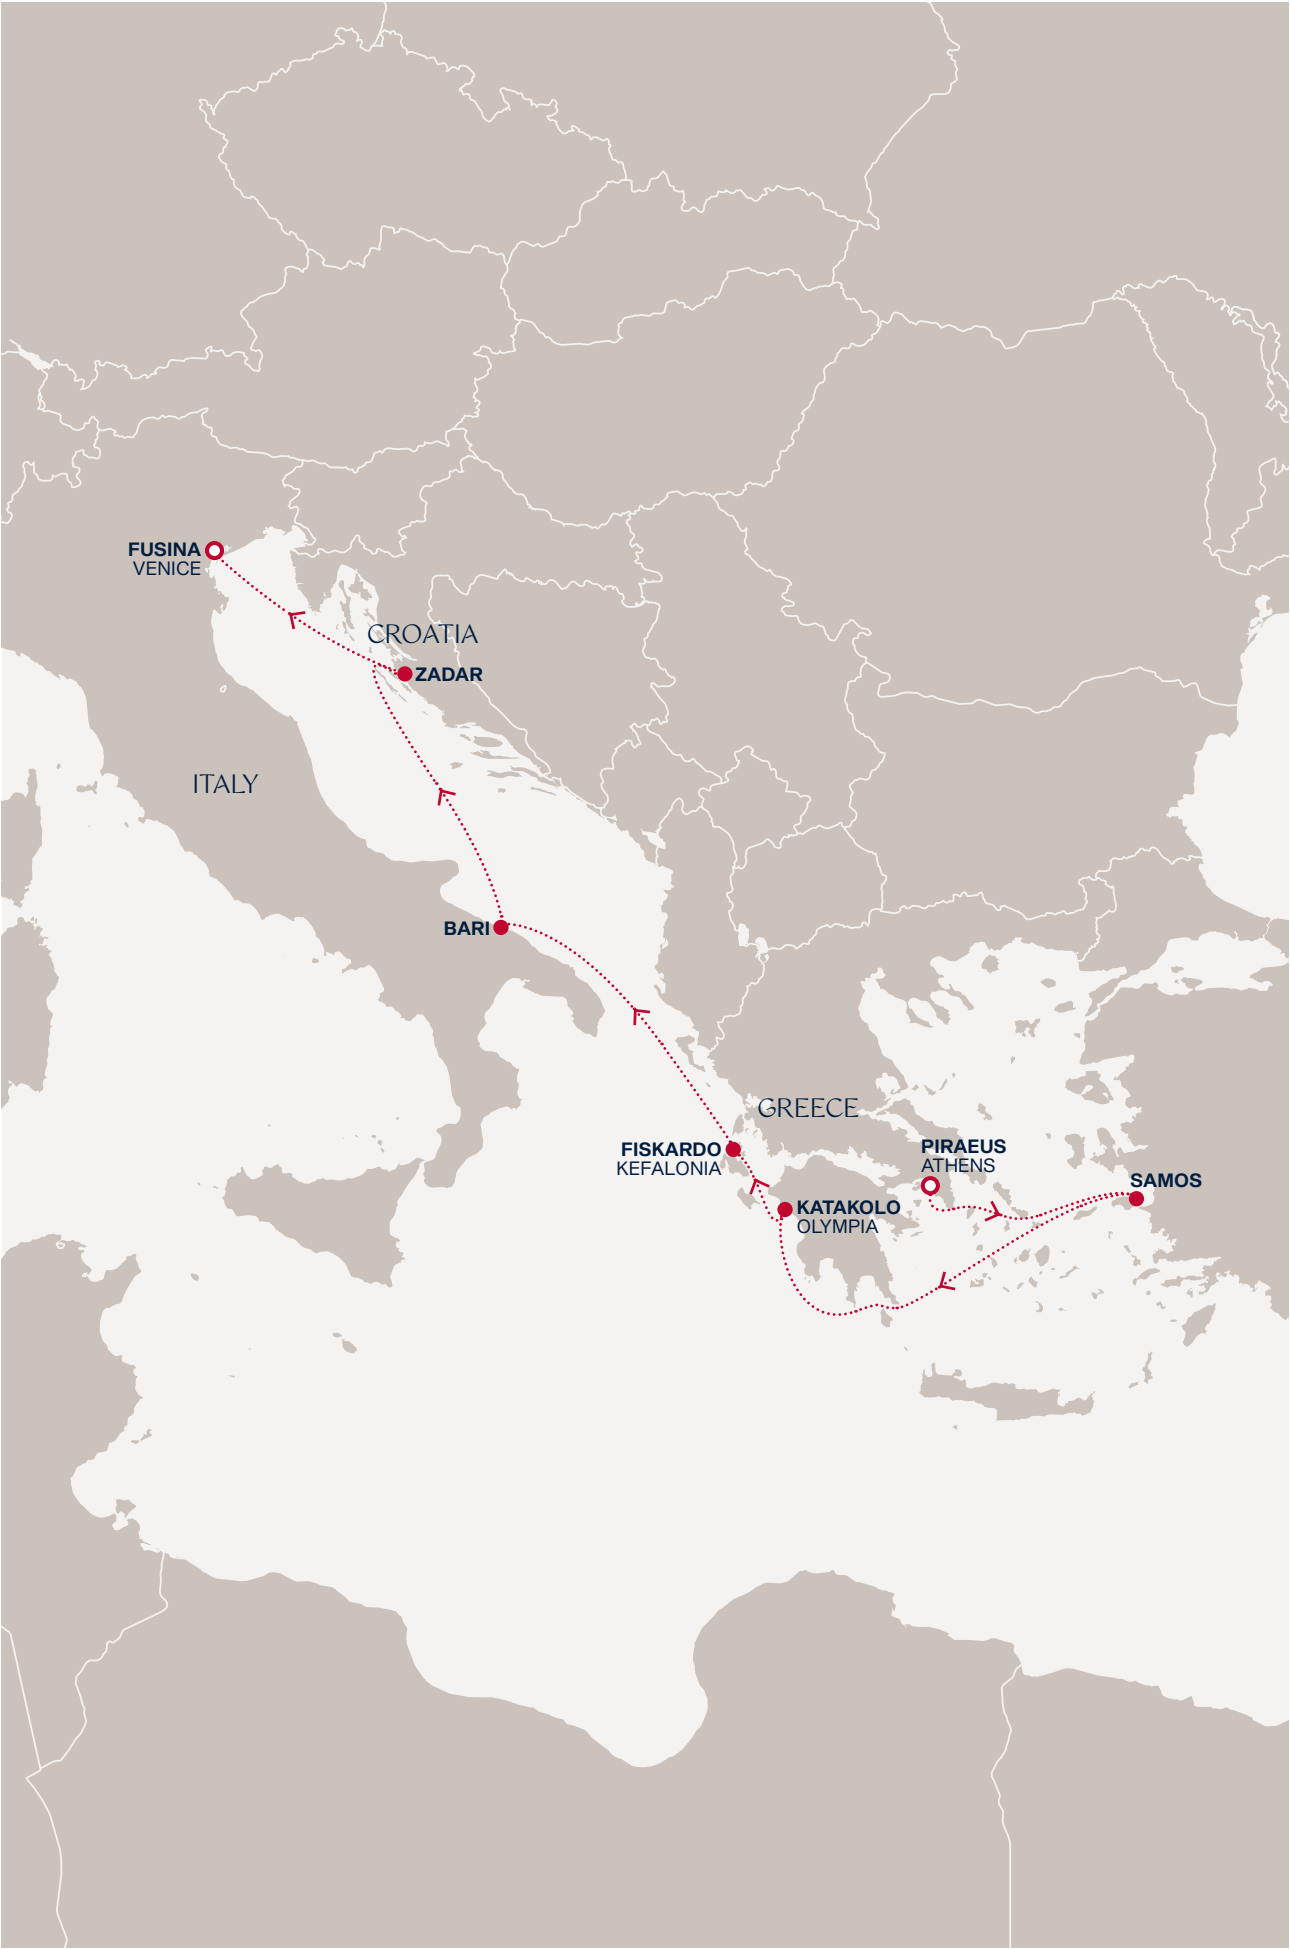 FUSINA
VENICE
CROATIA
ZADAR
ITALY
BARI
GREECE
FISKARDO
KEFALONIA
PIRAEUS
ATHENS
SAMOS
KATAKOLO
OLYMPIA